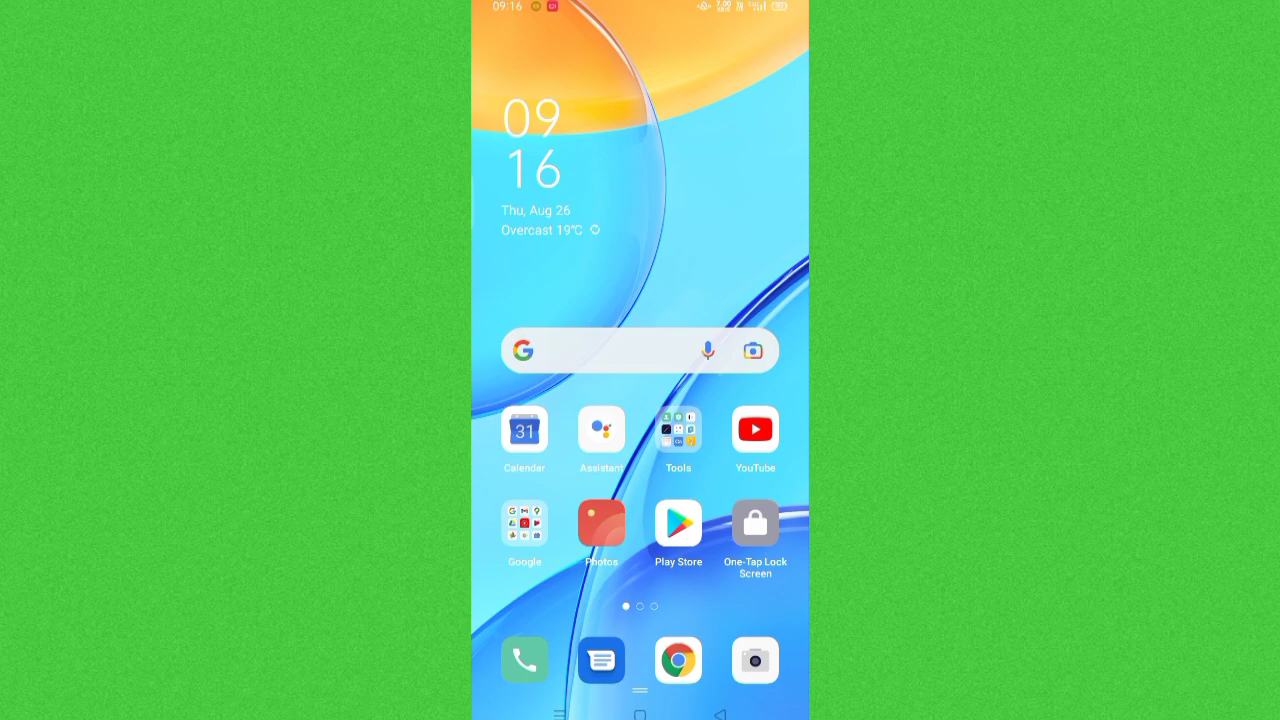 09:16
09
16
Thu, Aug 26
Overcast 19°C
31
Calendar
Assistant
Tools
YouTube
Google
Photos
Play Store
One-Tap Lock
Screen